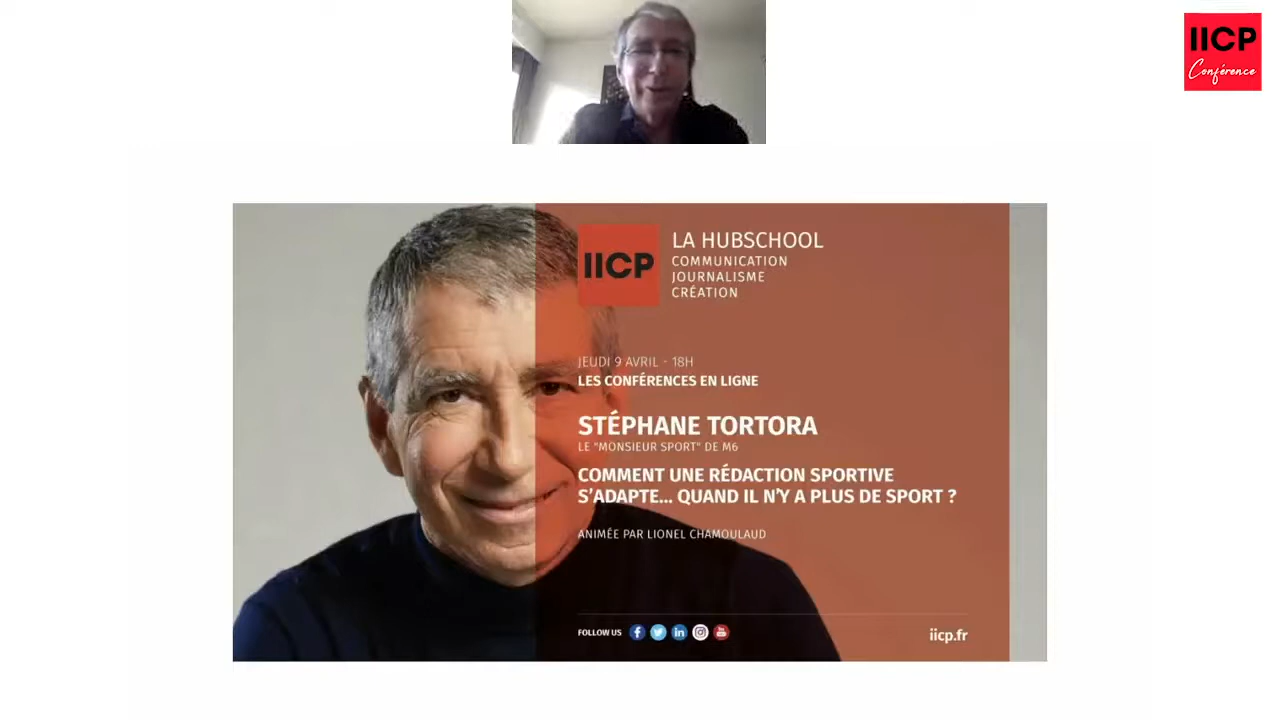 IICP
Conférence
IICP
LA HUBSCHOOL
COMMUNICATION
JOURNALISME
CRÉATION
JEUDI 9 AVRIL - 18H
LES CONFÉRENCES EN LIGNE
STÉPHANE TORTORA
LE "MONSIEUR SPORT" DE M6
COMMENT UNE RÉDACTION SPORTIVE
S'ADAPTE... QUAND IL N'Y A PLUS DE SPORT ?
ANIMÉE PAR LIONEL CHAMOULAUD
FOLLOW US
iicp.fr